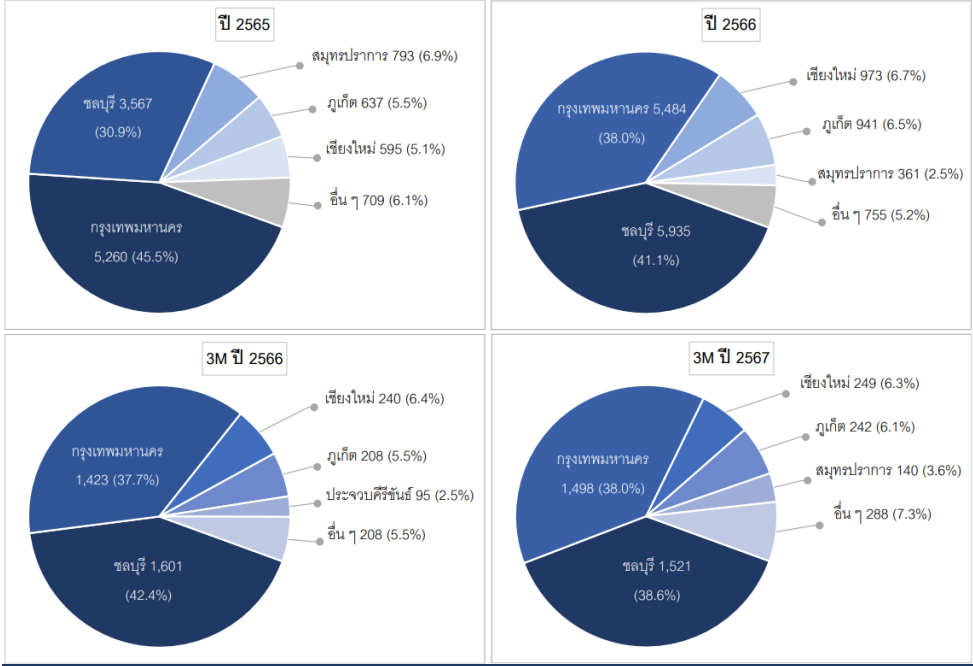 ปี 2565
สมุทรปราการ 793 (6.9%)
ชลบุรี 3,567
(30.9%)
ภูเก็ต 637 (5.5%)
เชียงใหม่ 595 (5.1%)
อื่น ๆ 709 (6.1%)
กรุงเทพมหานคร
5,260 (45.5%)
ปี 2566
เชียงใหม่ 973 (6.7%)
กรุงเทพมหานคร 5,484
(38.0%)
ภูเก็ต 941 (6.5%)
สมุทรปราการ 361 (2.5%)
อื่น ๆ 755 (5.2%)
ชลบุรี 5,935
(41.1%)
3M ปี 2566
เชียงใหม่ 240 (6.4%)
กรุงเทพมหานคร
1,423 (37.7%)
ภูเก็ต 208 (5.5%)
ประจวบคีรีขันธ์ 95 (2.5%)
อื่น ๆ 208 (5.5%)
ชลบุรี 1,601
(42.4%)
3M ปี 2567
เชียงใหม่ 249 (6.3%)
ภูเก็ต 242 (6.1%)
กรุงเทพมหานคร
1,498 (38.0%)
สมุทรปราการ 140 (3.6%)
อื่น ๆ 288 (7.3%)
ชลบุรี 1,521
(38.6%)